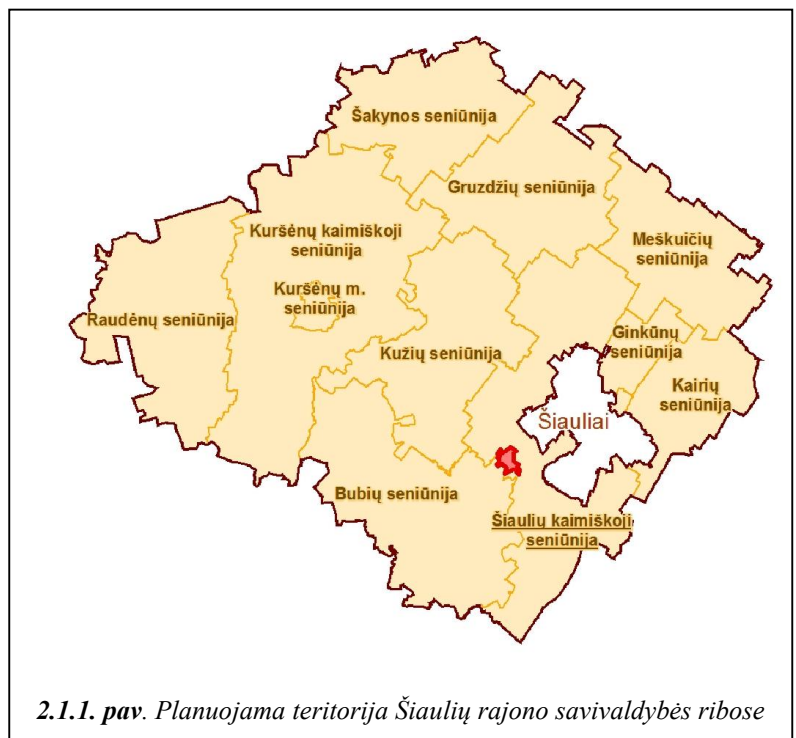 Šakynos seniūnija
Gruzdžių seniūnija
Kuršėnų kaimiškoji
seniūnija
Meškuičių
seniūnija
Kuršėnų m.
seniūnija
Raudėnų seniūnija
Kužių seniūnija
Ginkūnų
seniūnija
Kairių
seniūnija
Šiauliai
Bubių seniūnija
Šiaulių kaimiškoji
seniūnija
2.1.1. pav. Planuojama teritorija Šiaulių rajono savivaldybės ribose